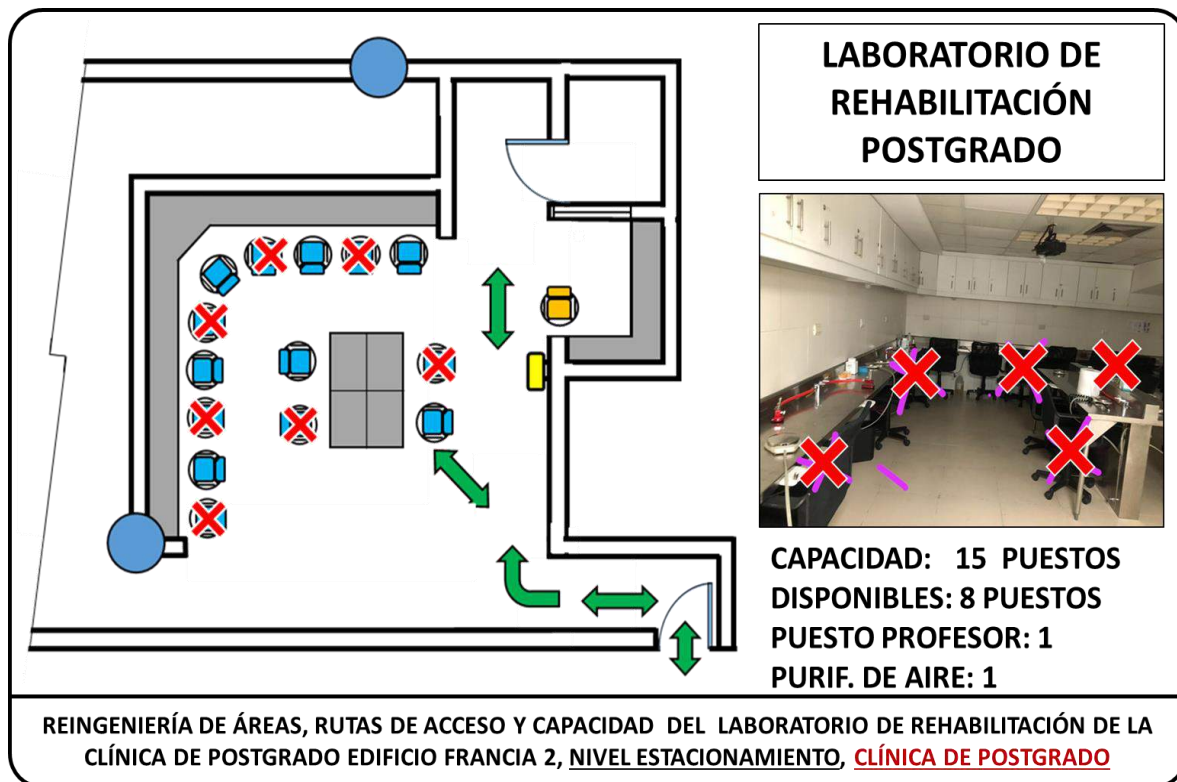 LABORATORIO DE
REHABILITACIÓN
POSTGRADO
CAPACIDAD: 15 PUESTOS
DISPONIBLES: 8 PUESTOS
PUESTO PROFESOR: 1
PURIF. DE AIRE: 1
REINGENIERÍA DE ÁREAS, RUTAS DE ACCESO Y CAPACIDAD DEL LABORATORIO DE REHABILITACIÓN DE LA
CLÍNICA DE POSTGRADO EDIFICIO FRANCIA 2, NIVEL ESTACIONAMIENTO, CLÍNICA DE POSTGRADO